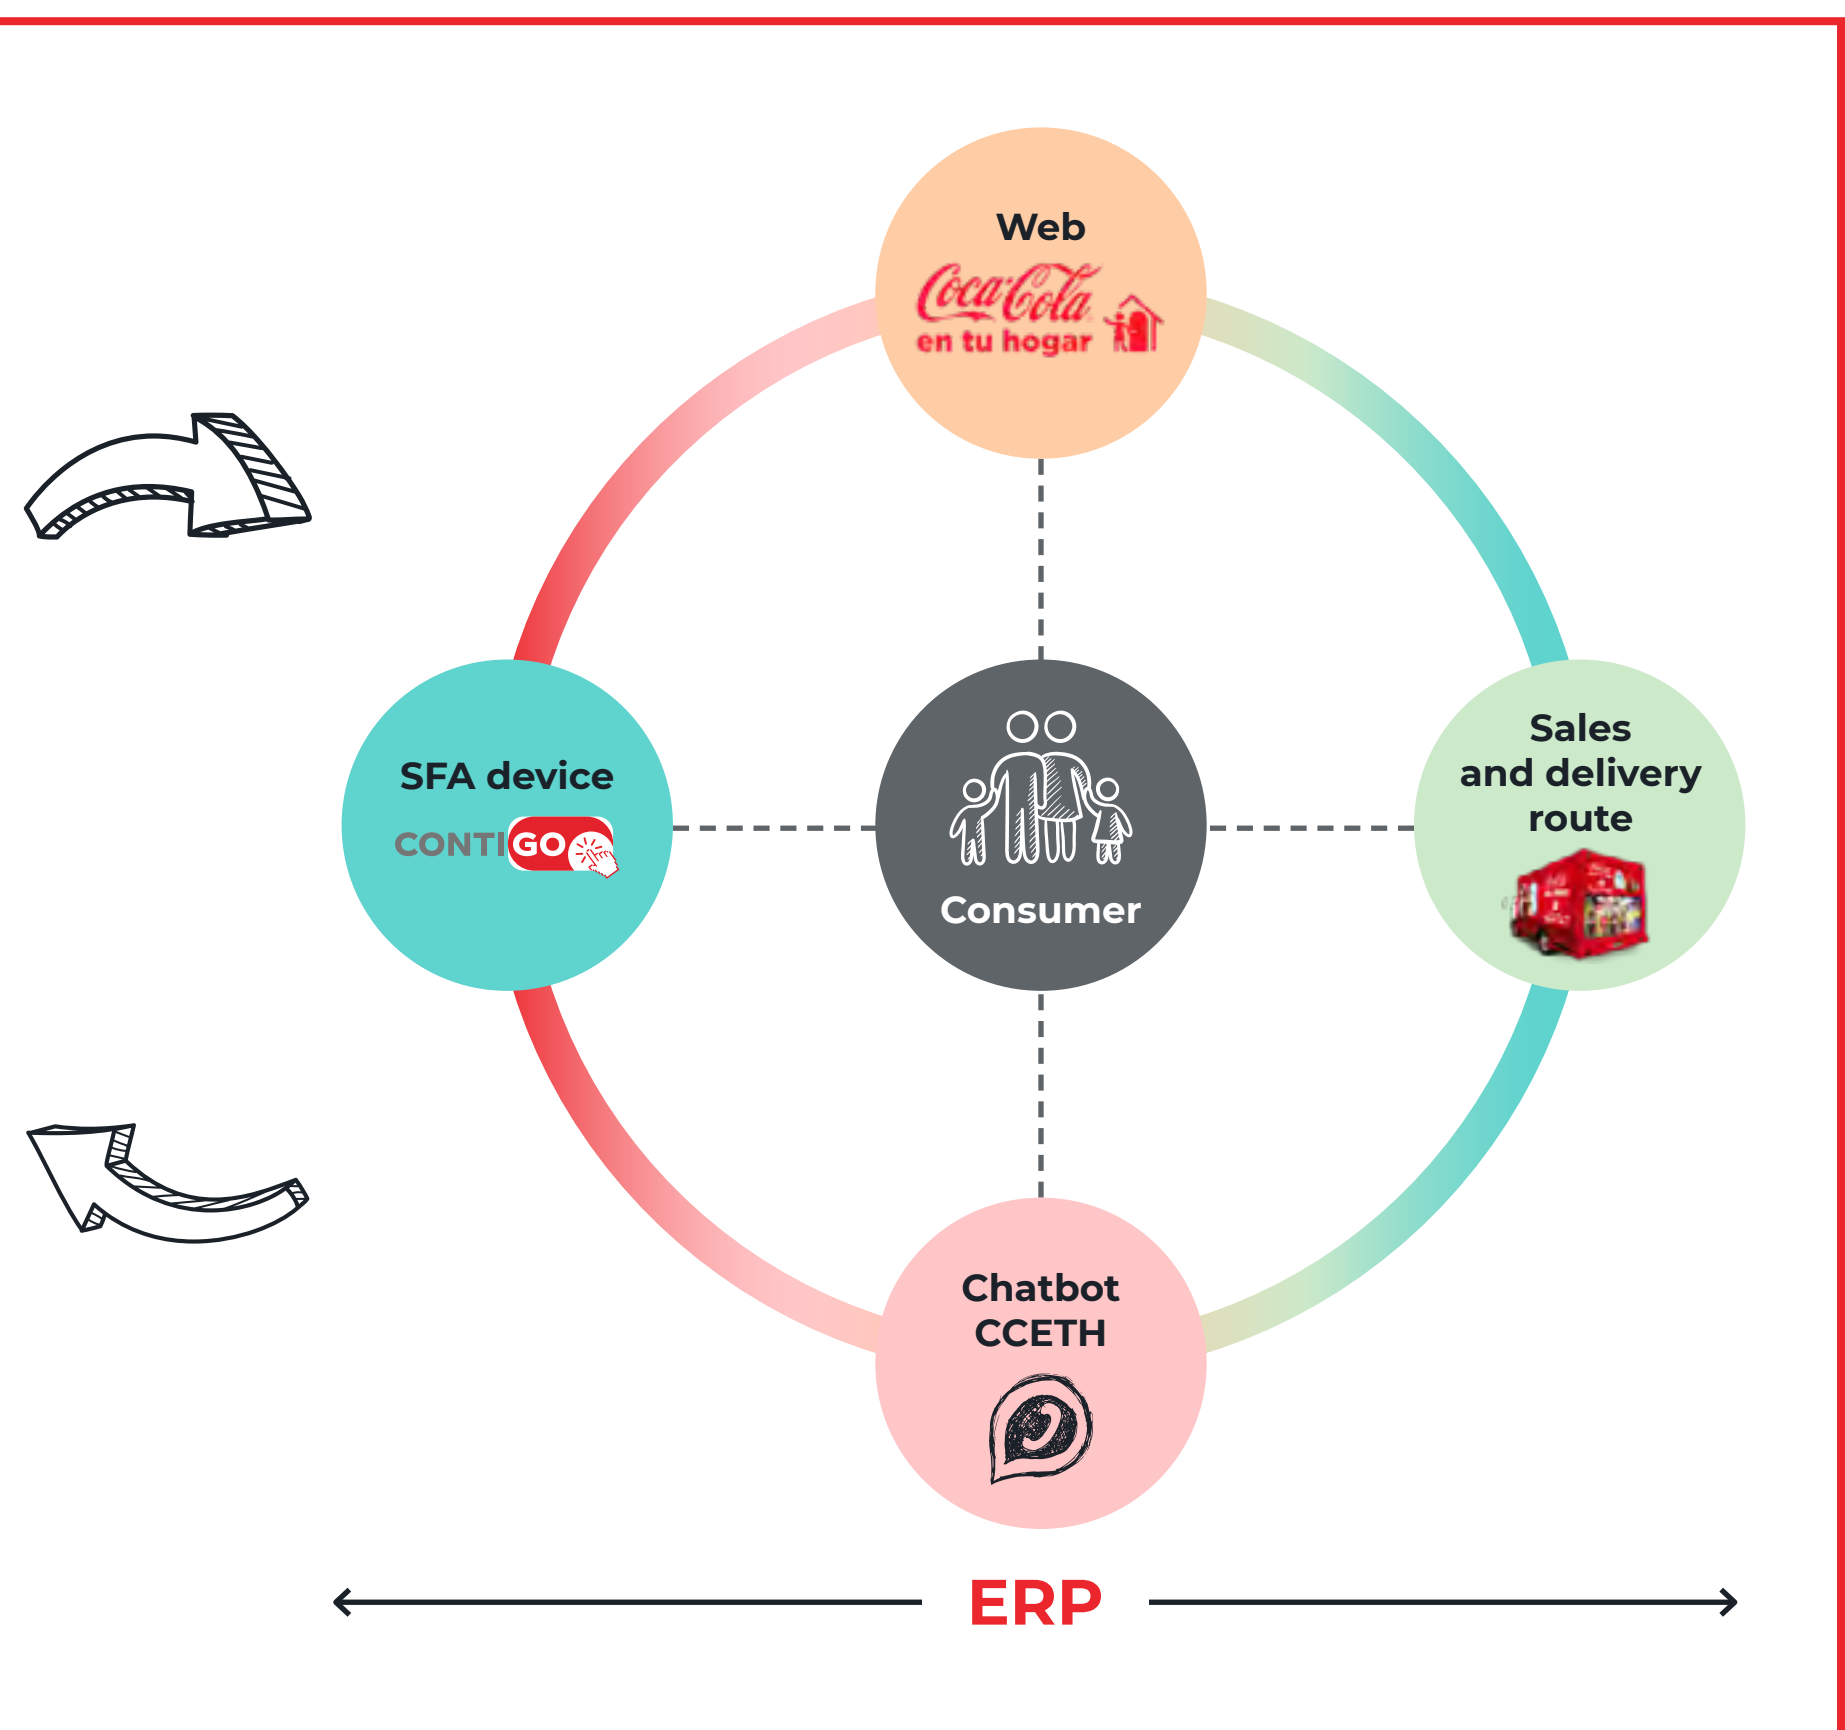 Web
Coca-Cola
en tu hogar
SFA device
CONTIGO
Consumer
Sales
and delivery
route
Chatbot
CCETH
ERP